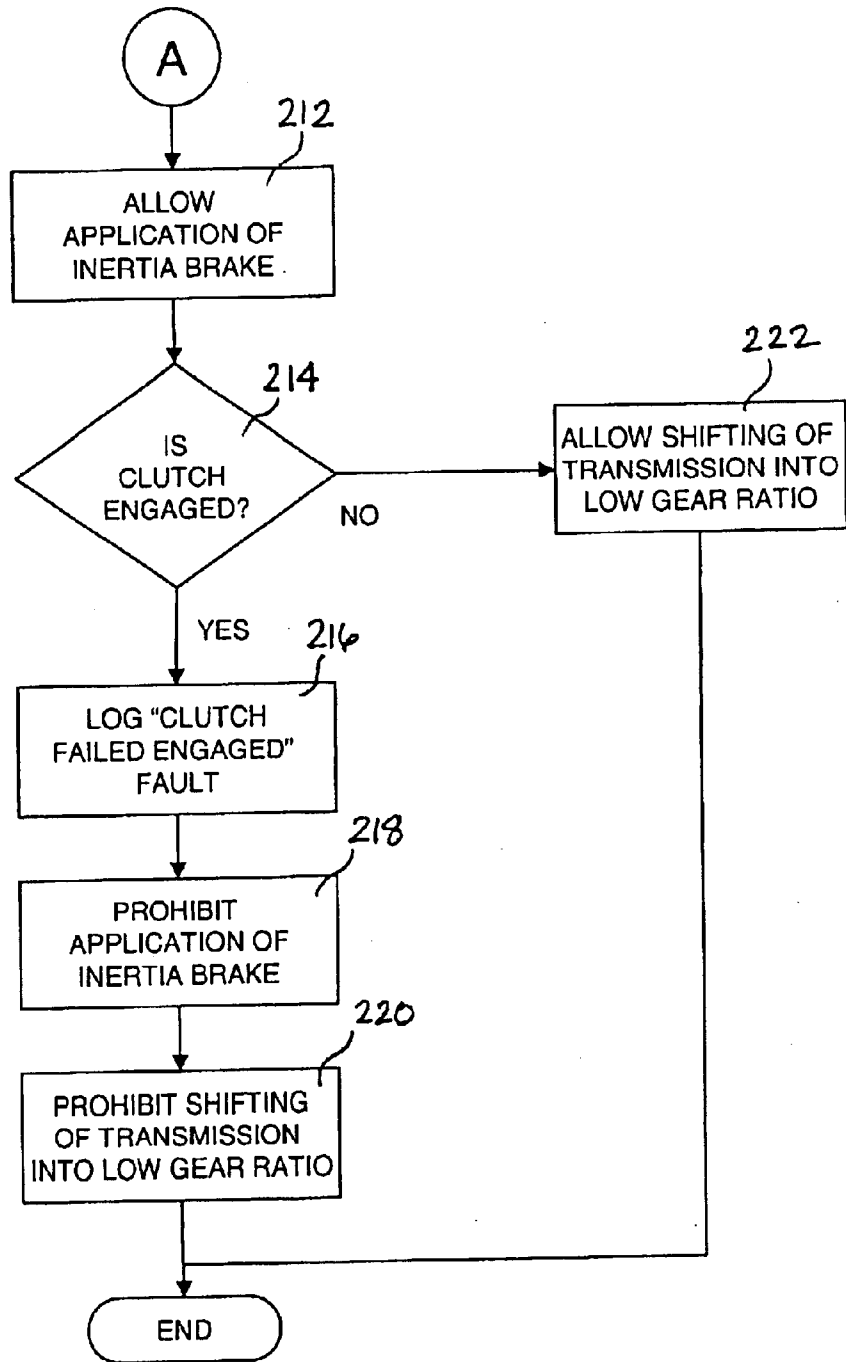 A
212
ALLOW
APPLICATION OF
INERTIA BRAKE
214
IS
CLUTCH
ENGAGED?
NO
222
ALLOW SHIFTING OF
TRANSMISSION INTO
LOW GEAR RATIO
YES
216
LOG "CLUTCH
FAILED ENGAGED"
FAULT
218
PROHIBIT
APPLICATION OF
INERTIA BRAKE
220
PROHIBIT SHIFTING
OF TRANSMISSION
INTO LOW GEAR RATIO
END